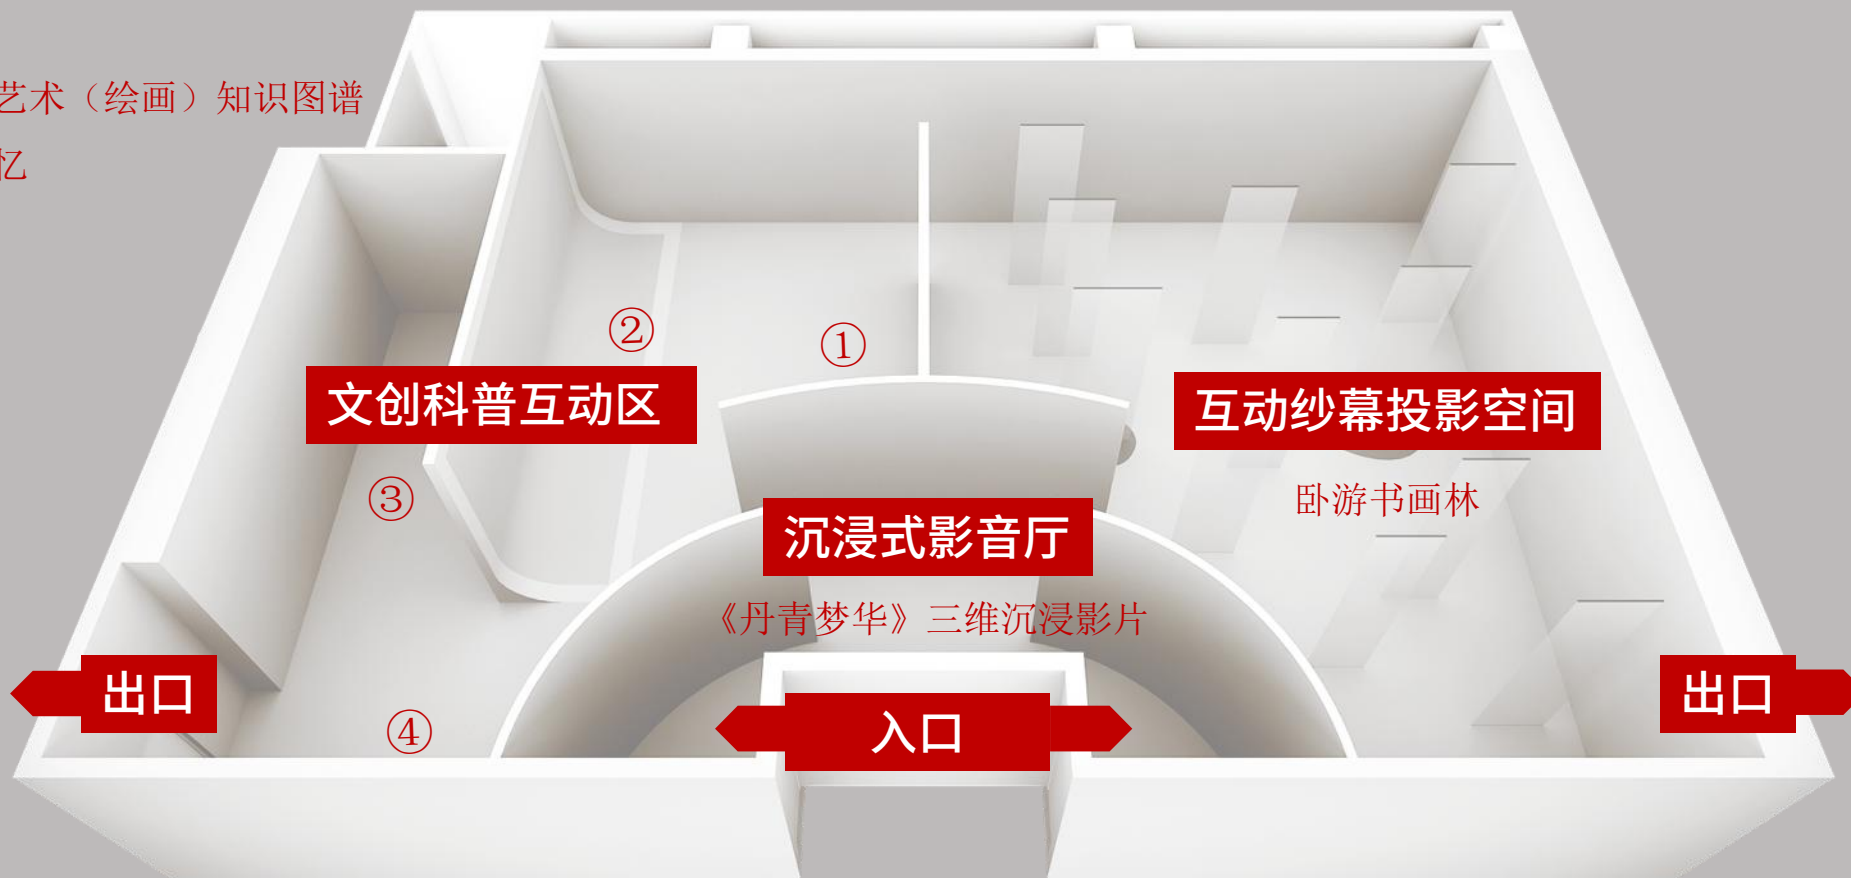 艺术（绘画）知识图谱
忆
②
①
文创科普互动区
互动纱幕投影空间
③
卧游书画林
沉浸式影音厅
《丹青梦华》三维沉浸影片
出口
出口
④
入口